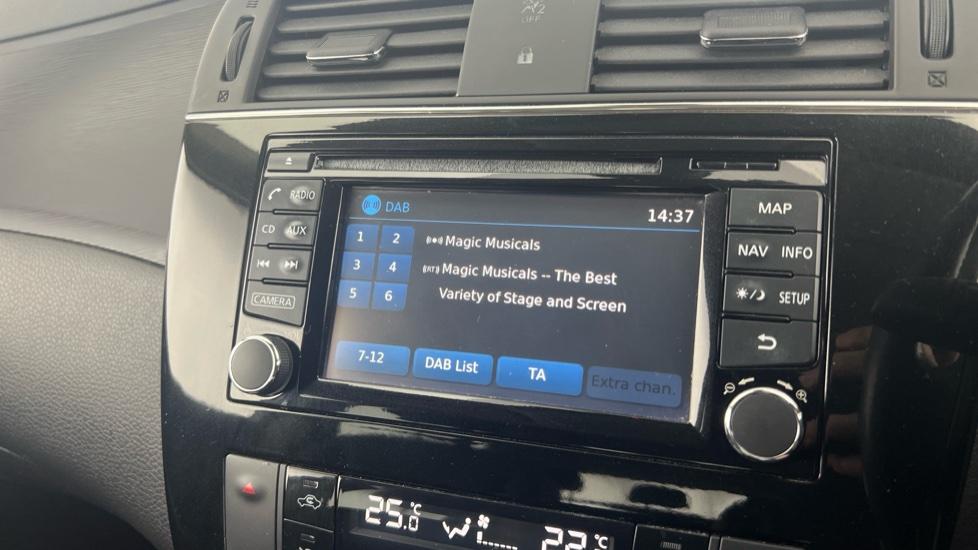 2
OFF
RADIO
CD AUX
CAMERA
DAB 14:37
1 2
3 4
5 6
Magic Musicals
(RT) Magic Musicals -- The Best
Variety of Stage and Screen
7-12 DAB List TA Extra chan.
MAP
NAV INFO
SETUP
25.0 °C 22 °C